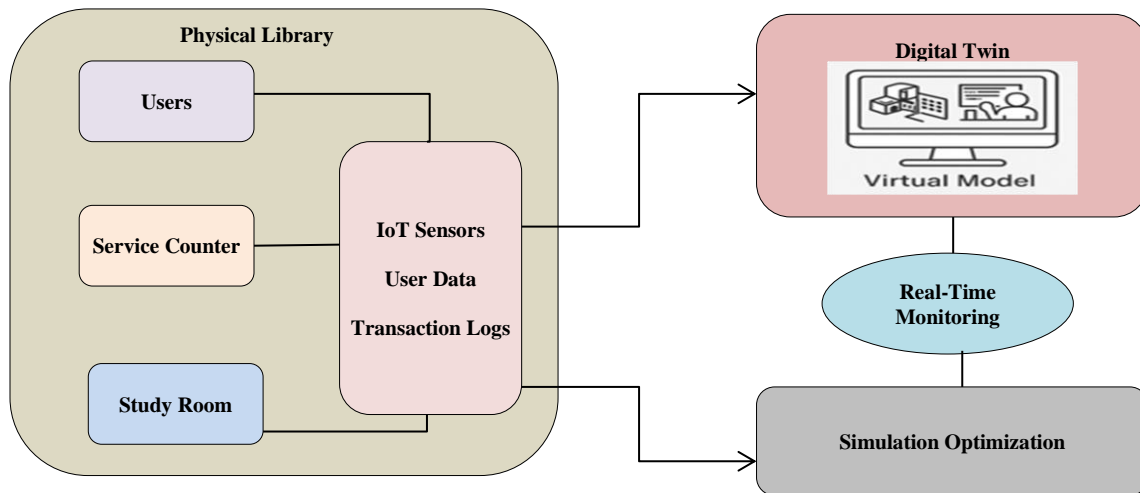 Physical Library
Users
Service Counter
Study Room
IoT Sensors
User Data
Transaction Logs
Digital Twin
Virtual Model
Real-Time
Monitoring
Simulation Optimization